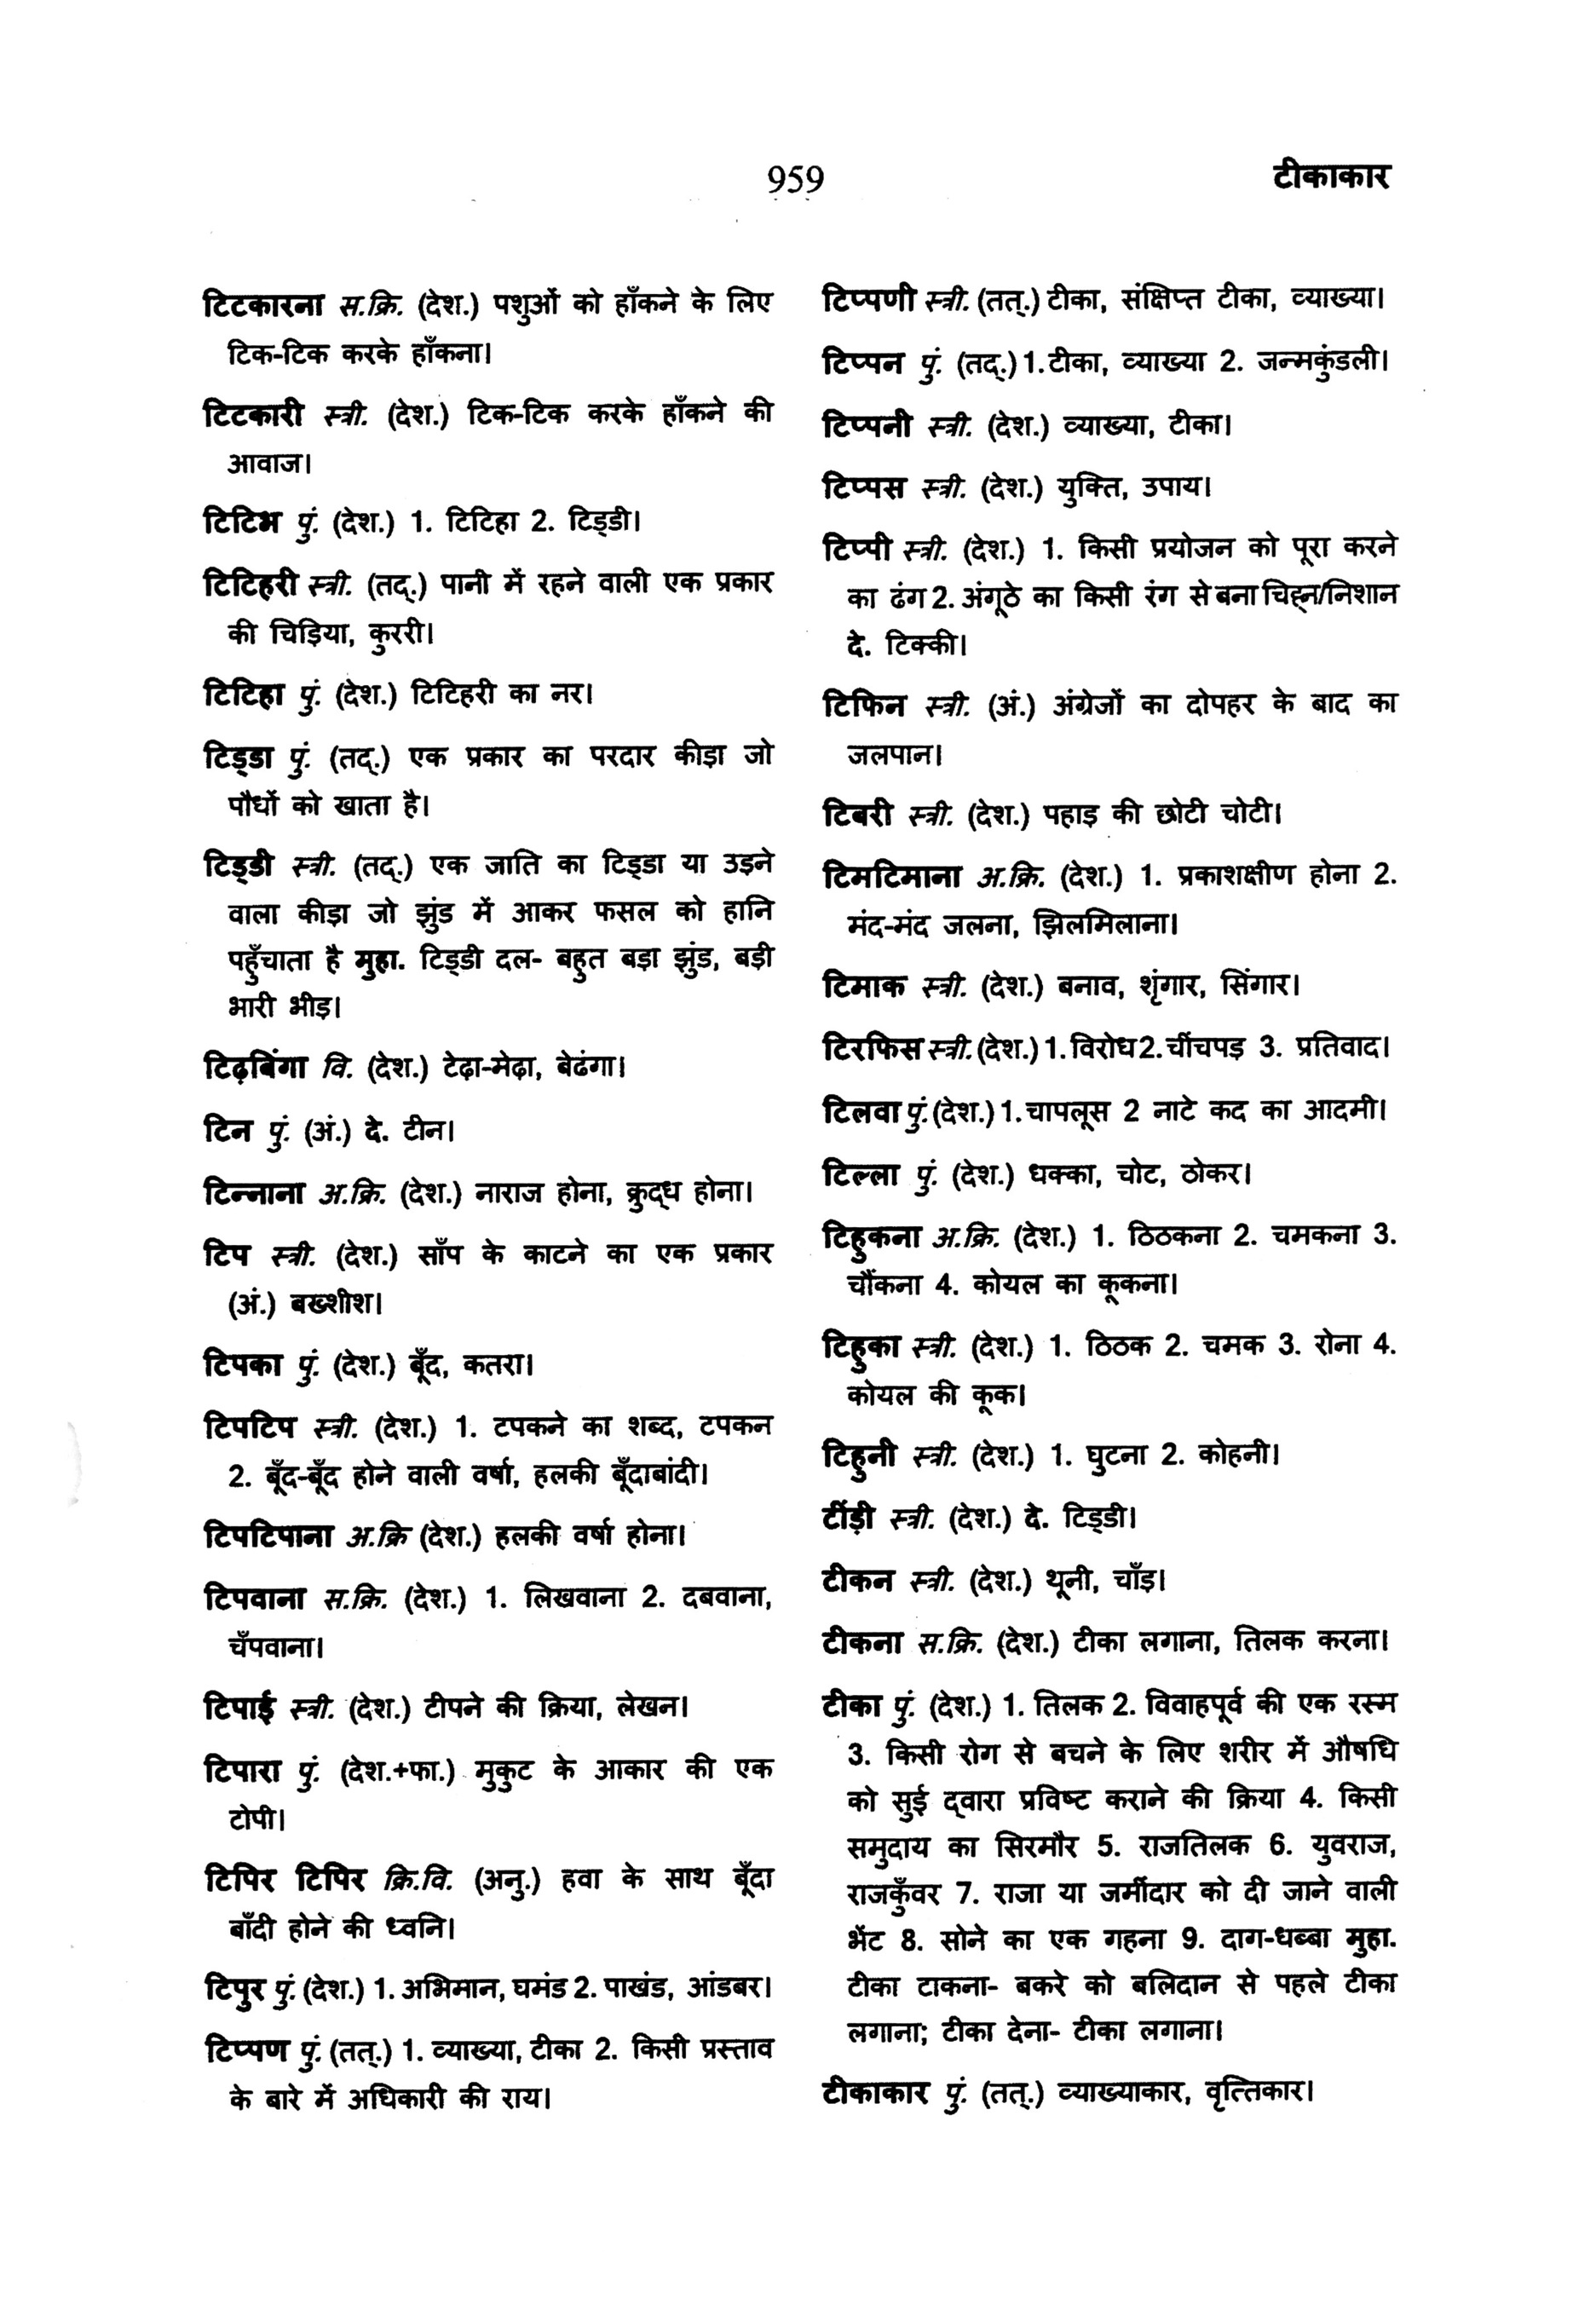 959
टीकाकार
टिटकारना स.क्रि. (देश.) पशुओं को हाँकने के लिए
टिक-टिक करके हाँकना।
टिटकारी स्त्री. (देश.) टिक-टिक करके हाँकने की
आवाज।
टिटिभ पुं. (देश.) 1. टिटिहा 2. टिड्डी।
टिटिहरी स्त्री. (तद्.) पानी में रहने वाली एक प्रकार
की चिड़िया, कुररी।
टिटिहा पुं. (देश.) टिटिहरी का नर।
टिड्डा पुं. (तद्.) एक प्रकार का परदार कीड़ा जो
पौधों को खाता है।
टिड्डी स्त्री. (तद्.) एक जाति का टिड्डा या उड़ने
वाला कीड़ा जो झुंड में आकर फसल को हानि
पहुँचाता है मुहा. टिड्डी दल- बहुत बड़ा झुंड, बड़ी
भारी भीड़।
टिढ़बिंगा वि. (देश.) टेढ़ा-मेढ़ा, बेढंगा।
टिन पुं. (अं.) दे. टीन।
टिन्नाना अ.क्रि. (देश.) नाराज होना, क्रुद्ध होना।
टिप स्त्री. (देश.) साँप के काटने का एक प्रकार
(अं.) बख्शीश।
टिपका पुं. (देश.) बूँद, कतरा।
टिपटिप स्त्री. (देश.) 1. टपकने का शब्द, टपकन
2. बूँद-बूँद होने वाली वर्षा, हलकी बूँदाबांदी।
टिपटिपाना अ.क्रि (देश.) हलकी वर्षा होना।
टिपवाना स.क्रि. (देश.) 1. लिखवाना 2. दबवाना,
चँपवाना।
टिपाई स्त्री. (देश.) टीपने की क्रिया, लेखन।
टिपारा पुं. (देश.+फा.) मुकुट के आकार की एक
टोपी।
टिपिर टिपिर क्रि.वि. (अनु.) हवा के साथ बूँदा
बाँदी होने की ध्वनि।
टिपुर पुं. (देश.) 1. अभिमान, घमंड 2. पाखंड, आंडबर।
टिप्पण पुं. (तत्.) 1. व्याख्या, टीका 2. किसी प्रस्ताव
के बारे में अधिकारी की राय।
टिप्पणी स्त्री. (तत्.) टीका, संक्षिप्त टीका, व्याख्या।
टिप्पन पुं. (तद्.) 1. टीका, व्याख्या 2. जन्मकुंडली।
टिप्पनी स्त्री. (देश.) व्याख्या, टीका।
टिप्पस स्त्री. (देश.) युक्ति, उपाय।
टिप्पी स्त्री. (देश.) 1. किसी प्रयोजन को पूरा करने
का ढंग 2. अंगूठे का किसी रंग से बना चिह्न/निशान
दे. टिक्की।
टिफिन स्त्री. (अं.) अंग्रेजों का दोपहर के बाद का
जलपान।
टिबरी स्त्री. (देश.) पहाड़ की छोटी चोटी।
टिमटिमाना अ.क्रि. (देश.) 1. प्रकाशक्षीण होना 2.
मंद-मंद जलना, झिलमिलाना।
टिमाक स्त्री. (देश.) बनाव, शृंगार, सिंगार।
टिरफिस स्त्री. (देश.) 1. विरोध 2. चींचपड़ 3. प्रतिवाद।
टिलवा पुं. (देश.) 1. चापलूस 2 नाटे कद का आदमी।
टिल्ला पुं. (देश.) धक्का, चोट, ठोकर।
टिहुकना अ.क्रि. (देश.) 1. ठिठकना 2. चमकना 3.
चौंकना 4. कोयल का कूकना।
टिहुका स्त्री. (देश.) 1. ठिठक 2. चमक 3. रोना 4.
कोयल की कूक।
टिहुनी स्त्री. (देश.) 1. घुटना 2. कोहनी।
टींड़ी स्त्री. (देश.) दे. टिड्डी।
टीकन स्त्री. (देश.) थूनी, चाँड़।
टीकना स.क्रि. (देश.) टीका लगाना, तिलक करना।
टीका पुं. (देश.) 1. तिलक 2. विवाहपूर्व की एक रस्म
3. किसी रोग से बचने के लिए शरीर में औषधि
को सुई द्वारा प्रविष्ट कराने की क्रिया 4. किसी
समुदाय का सिरमौर 5. राजतिलक 6. युवराज,
राजकुँवर 7. राजा या जमींदार को दी जाने वाली
भेंट 8. सोने का एक गहना 9. दाग-धब्बा मुहा.
टीका टाकना- बकरे को बलिदान से पहले टीका
लगाना; टीका देना- टीका लगाना।
टीकाकार पुं. (तत्.) व्याख्याकार, वृत्तिकार।